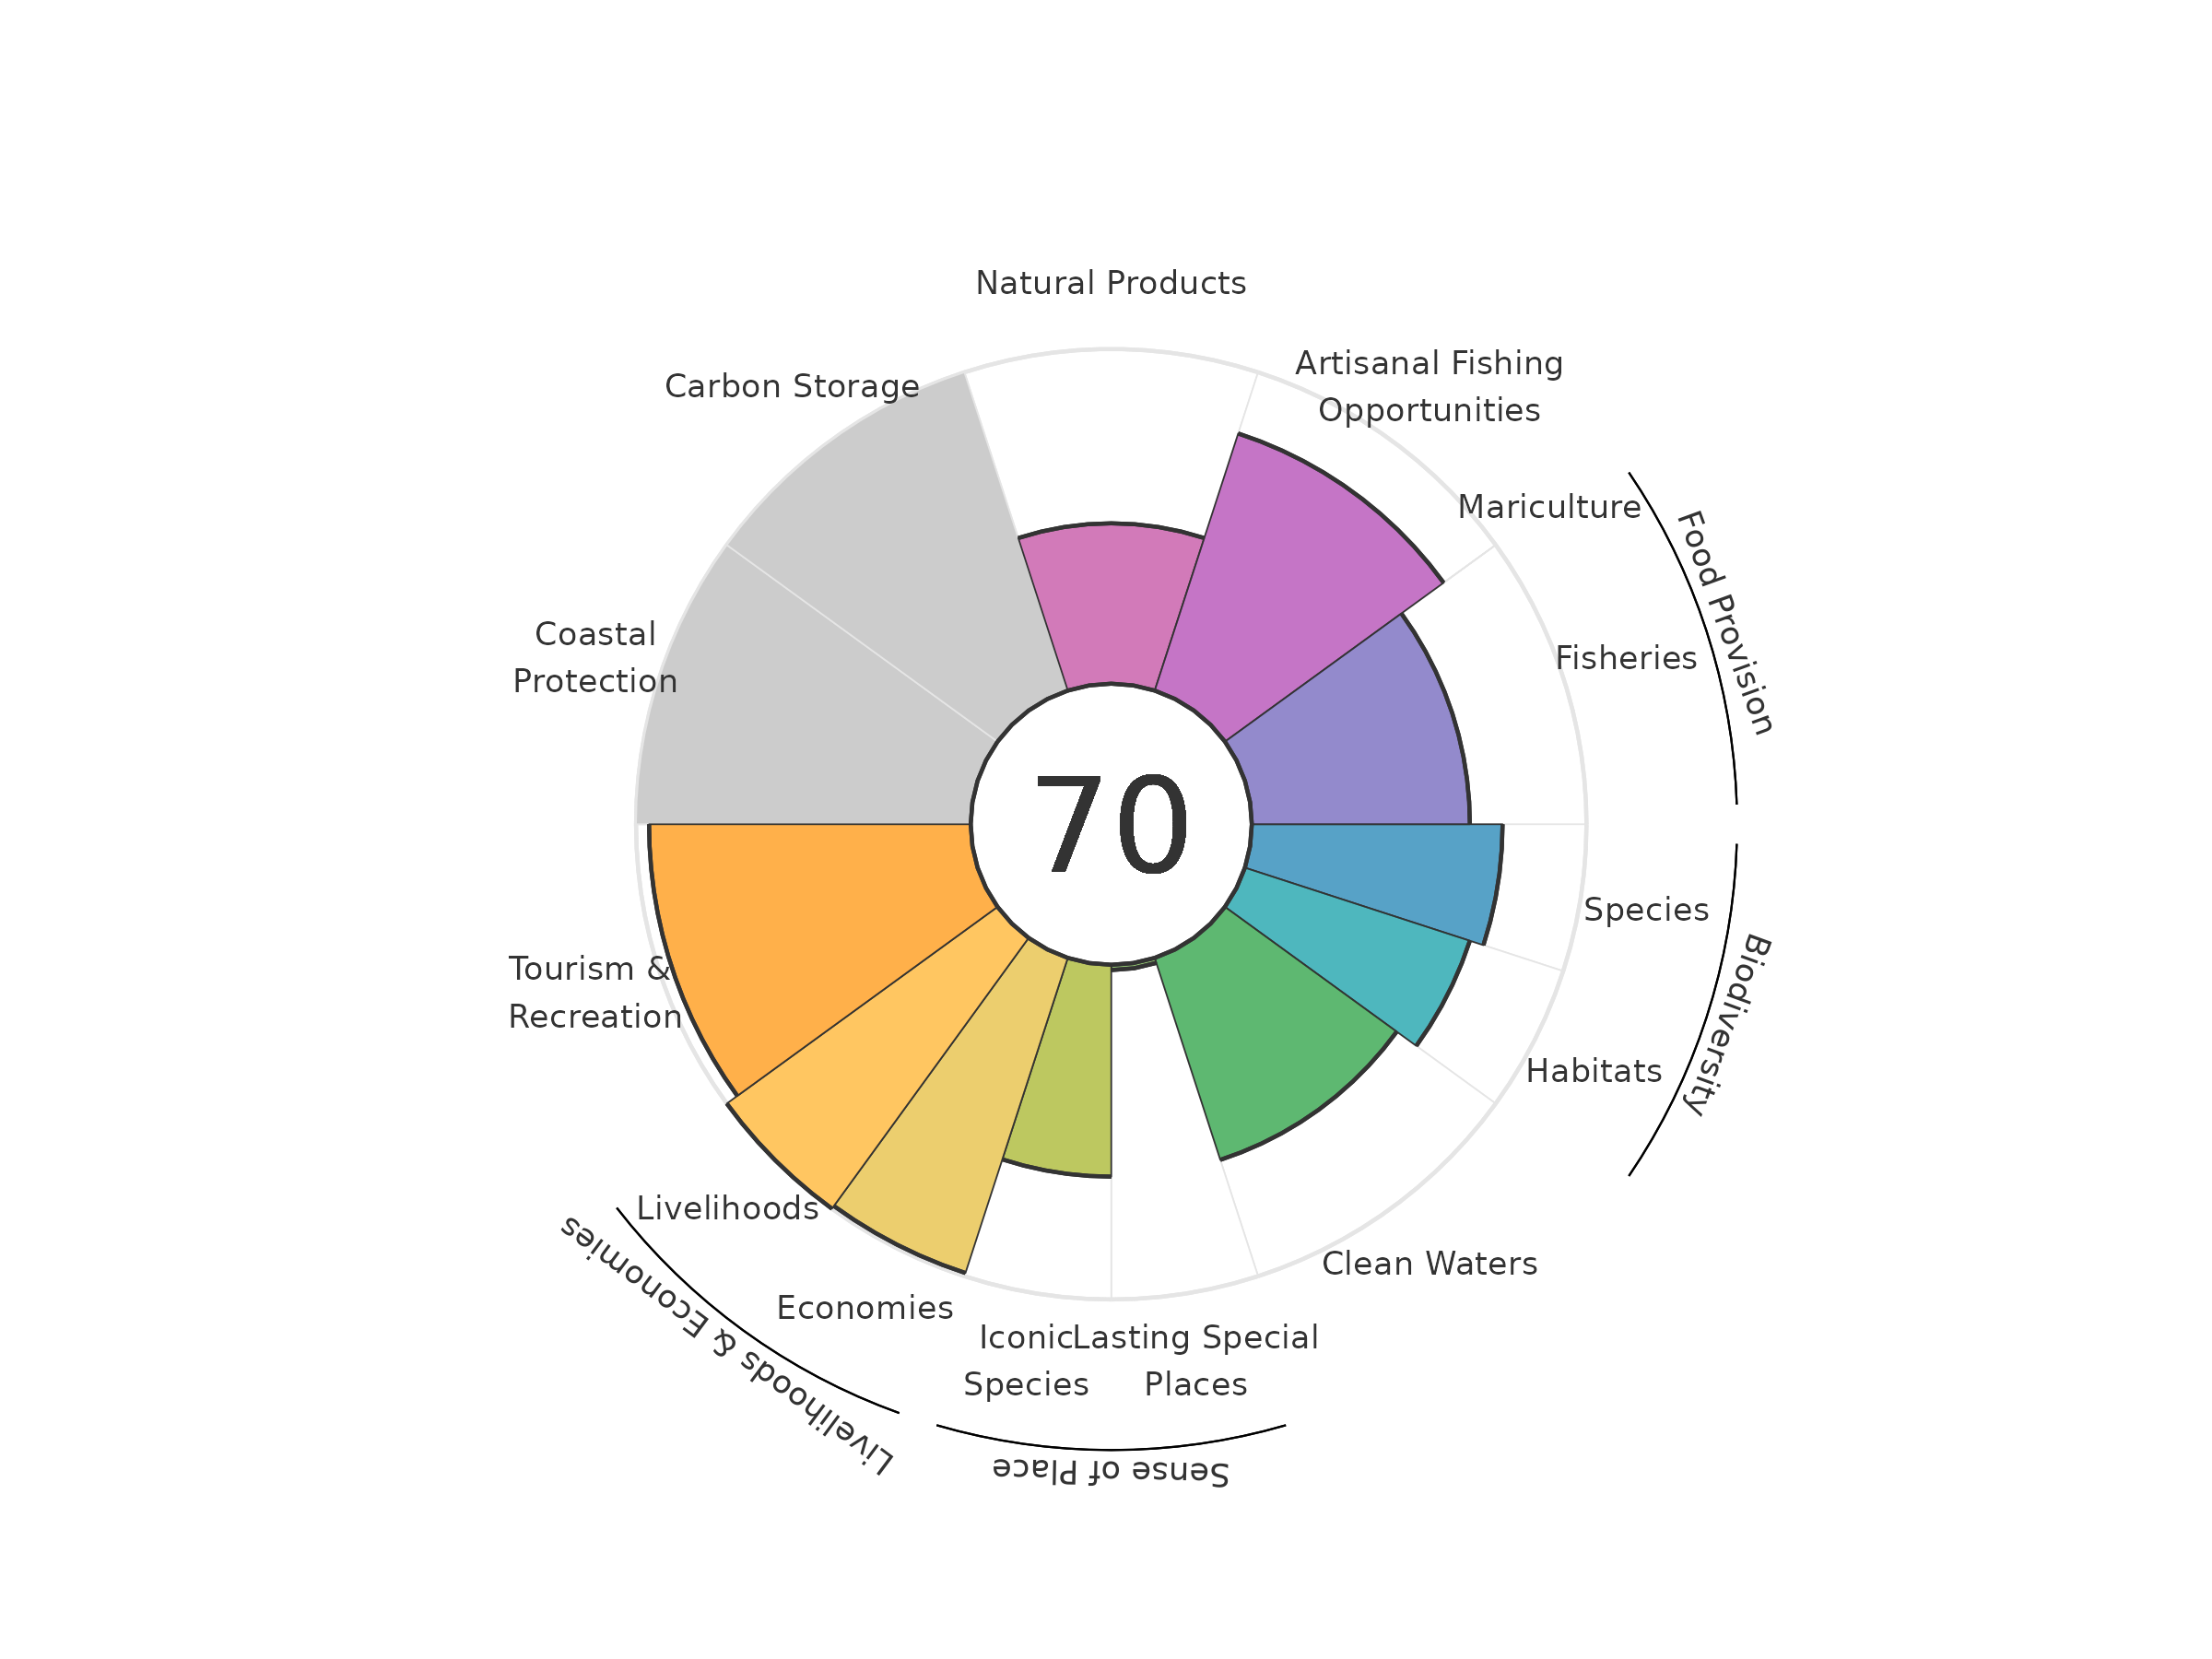 Natural Products
Artisanal Fishing
Opportunities
Carbon Storage
Mariculture
Food Provision
Coastal
Protection
Fisheries
70
Species
Biodiversity
Tourism &
Recreation
Habitats
Livelihoods
Livelihoods & Economies
Clean Waters
Economies
Iconic
Species
Lasting Special
Places
Sense of Place